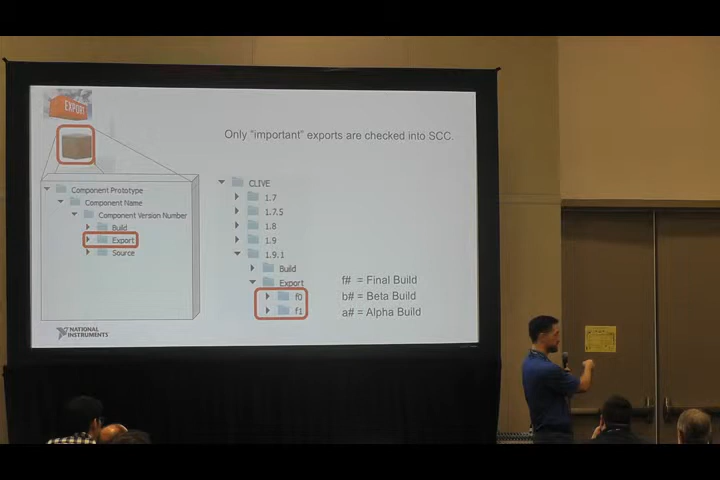 EXPORT
Only "important" exports are checked into SCC.
Component Prototype
Component Name
Component Version Number
Build
Export
Source
CLIVE
1.7
1.7.5
1.8
1.9
1.9.1
Build
Export
f0
f1
f# = Final Build
b# = Beta Build
a# = Alpha Build
NATIONAL
INSTRUMENTS